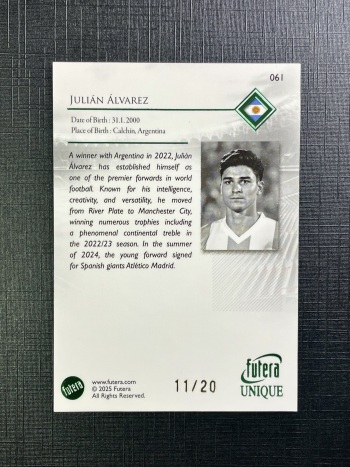 061
JULIÁN ÁLVAREZ
Date of Birth : 31.1.2000
Place of Birth : Calchín, Argentina
A winner with Argentina in 2022, Julián
Álvarez has established himself as
one of the premier forwards in world
football. Known for his intelligence,
creativity, and versatility, he moved
from River Plate to Manchester City,
winning numerous trophies including
a phenomenal continental treble in
the 2022/23 season. In the summer
of 2024, the young forward signed
for Spanish giants Atlético Madrid.
futera
www.futera.com
© 2025 Futera
All Rights Reserved.
11/20
futera
UNIQUE